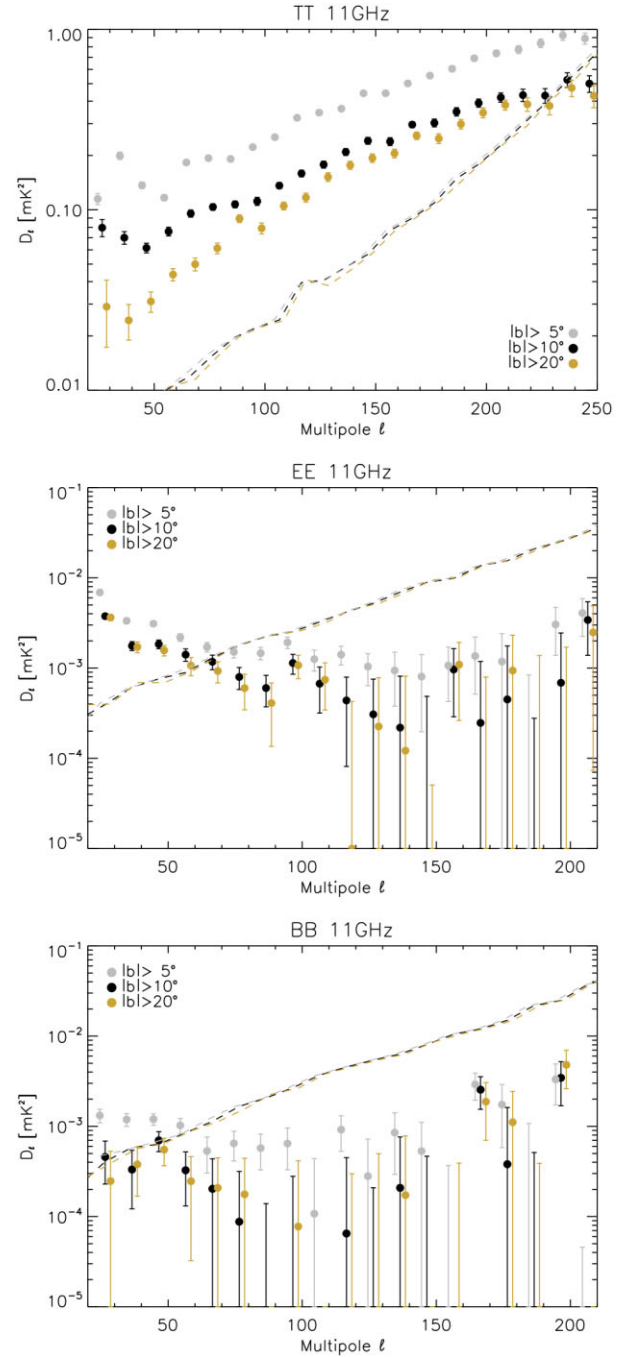 TT 11GHz
1.00
0.10
0.01
D_ℓ [mK²]
|b|> 5°
|b|>10°
|b|>20°
50 100 150 200 250
Multipole ℓ
EE 11GHz
10⁻¹
10⁻²
10⁻³
10⁻⁴
10⁻⁵
D_ℓ [mK²]
|b|> 5°
|b|>10°
|b|>20°
50 100 150 200
Multipole ℓ
BB 11GHz
10⁻¹
10⁻²
10⁻³
10⁻⁴
10⁻⁵
D_ℓ [mK²]
|b|> 5°
|b|>10°
|b|>20°
50 100 150 200
Multipole ℓ